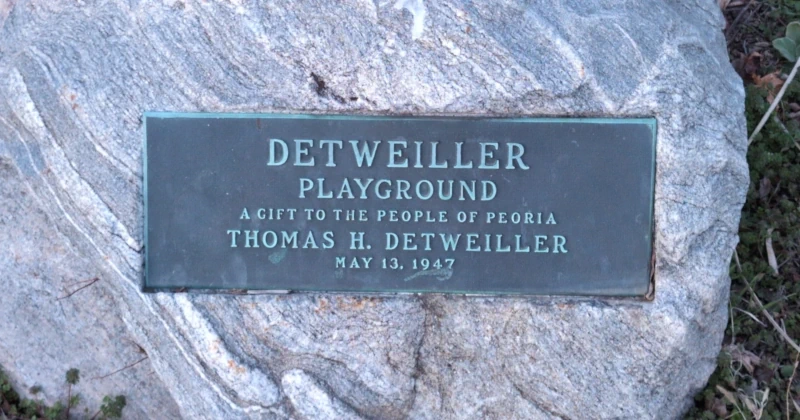 DETWEILLER
PLAYGROUND
A GIFT TO THE PEOPLE OF PEORIA
THOMAS H. DETWEILLER
MAY 13, 1947